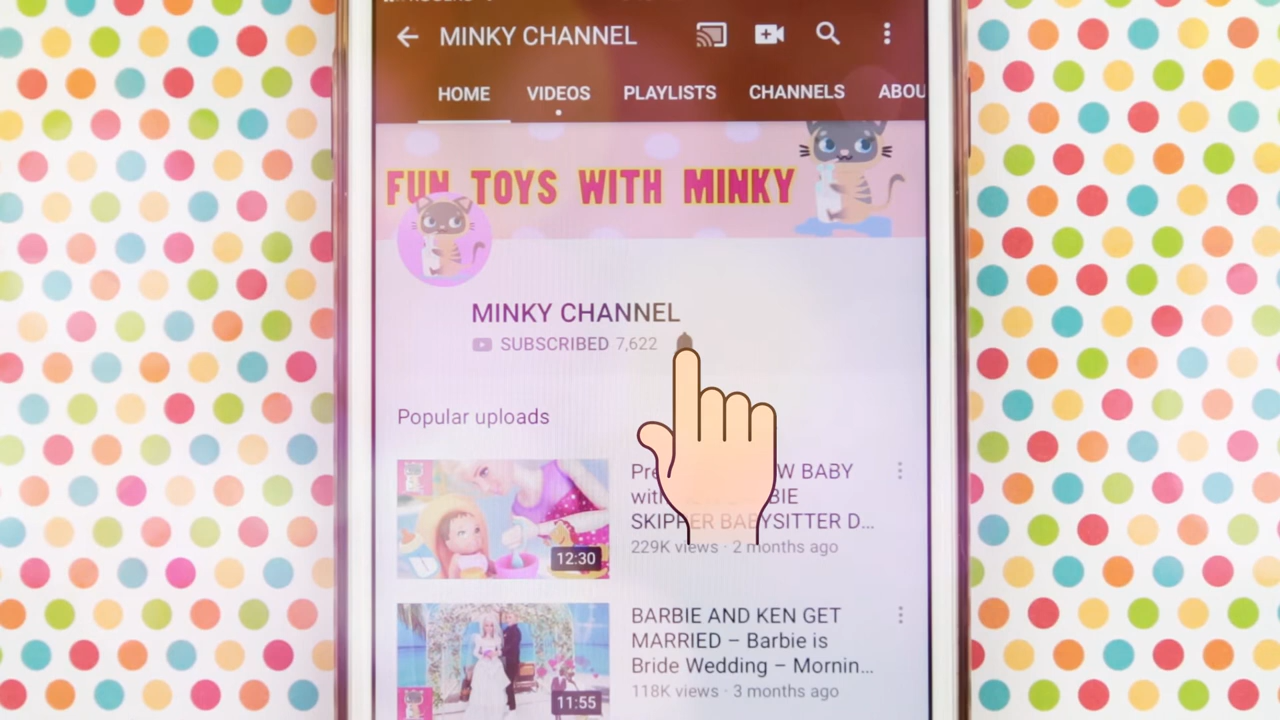 MINKY CHANNEL
HOME VIDEOS PLAYLISTS CHANNELS ABOU
FUN TOYS WITH MINKY
MINKY CHANNEL
SUBSCRIBED 7,622
Popular uploads
W BABY
with
SKIPPER BABYSITTER D...
229K views · 2 months ago
12:30
BARBIE AND KEN GET
MARRIED – Barbie is
Bride Wedding – Mornin...
118K views · 3 months ago
11:55